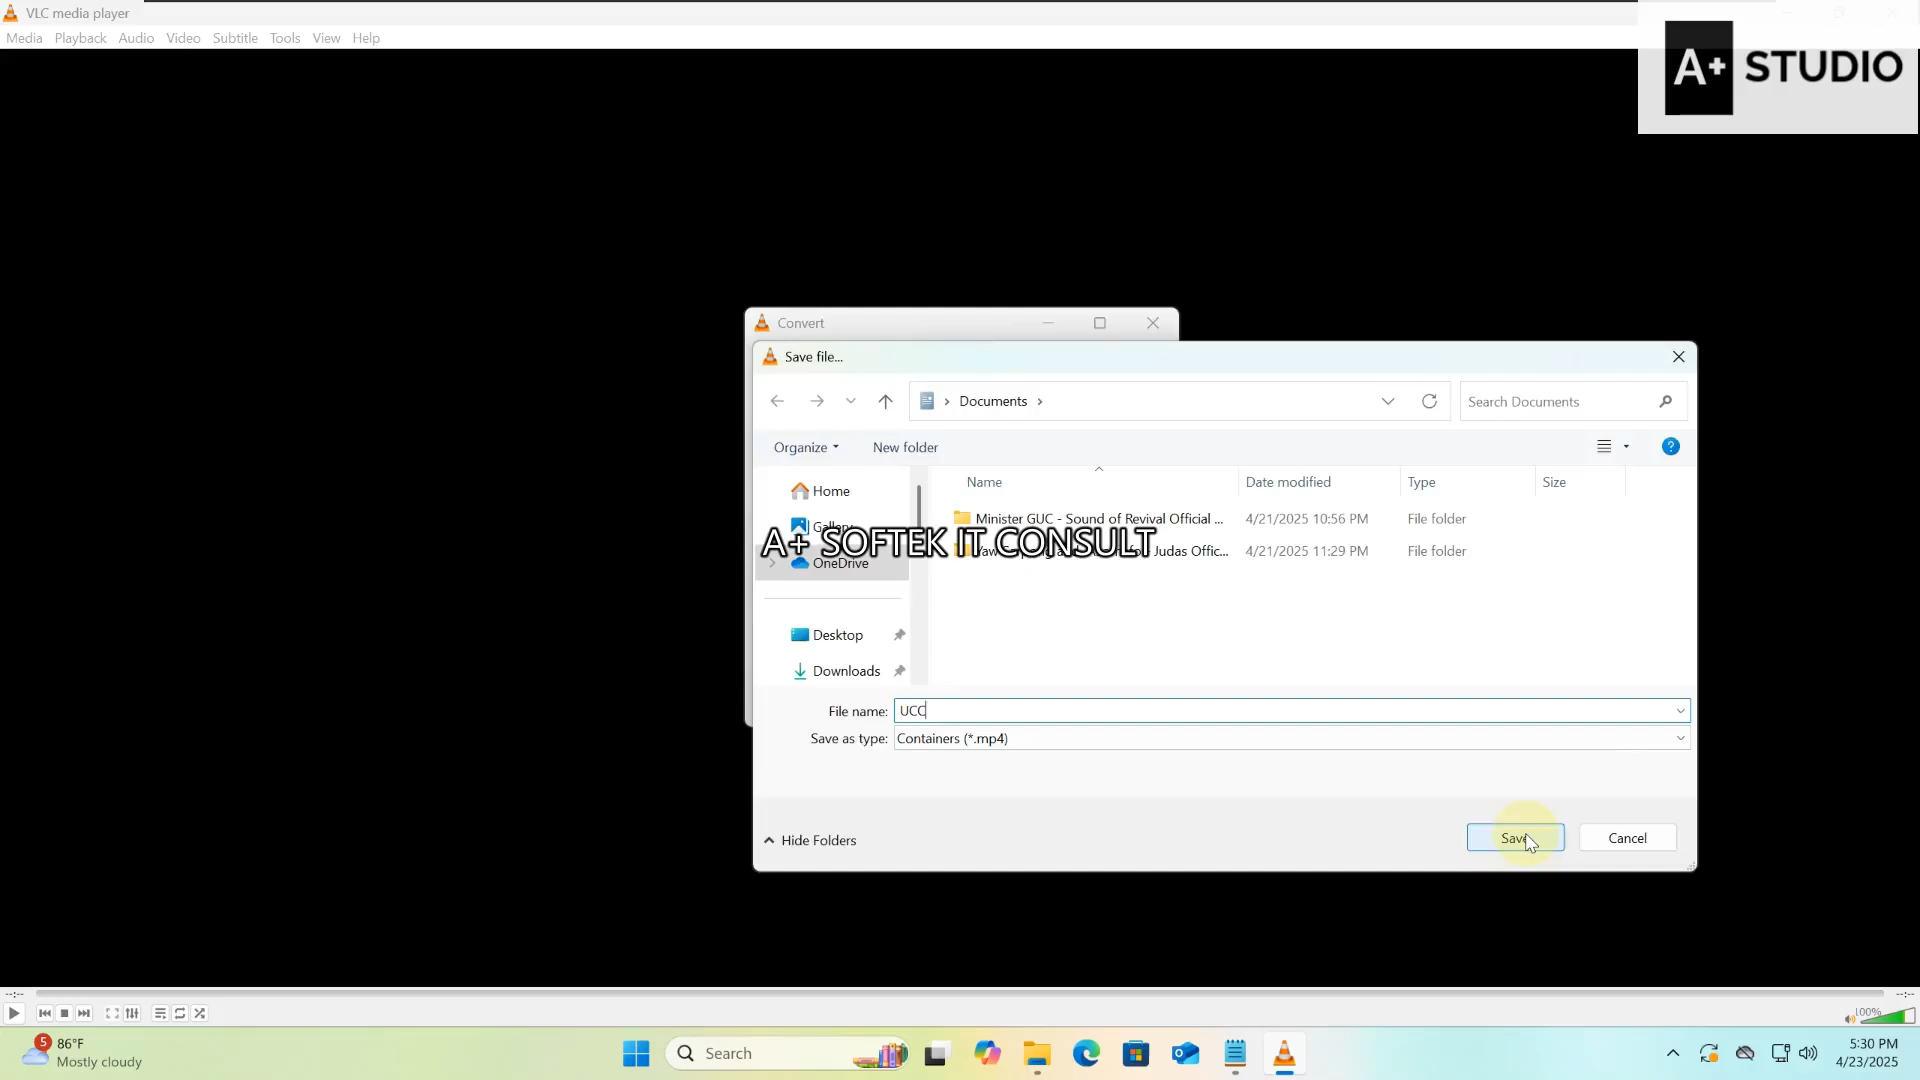 VLC media player
Media Playback Audio Video Subtitle Tools View Help
A+ STUDIO
Convert
Save file...
Documents
Search Documents
Organize
New folder
Name Date modified Type Size
Home
Gallery
Minister GUC - Sound of Revival Official ... 4/21/2025 10:56 PM File folder
A+ SOFTEK IT CONSULT
Judas Offic... 4/21/2025 11:29 PM File folder
OneDrive
Desktop
Downloads
File name: UCC
Save as type: Containers (*.mp4)
Hide Folders
Save
Cancel
--:-- --:--
100%
5
86°F
Mostly cloudy
Search
5:30 PM
4/23/2025